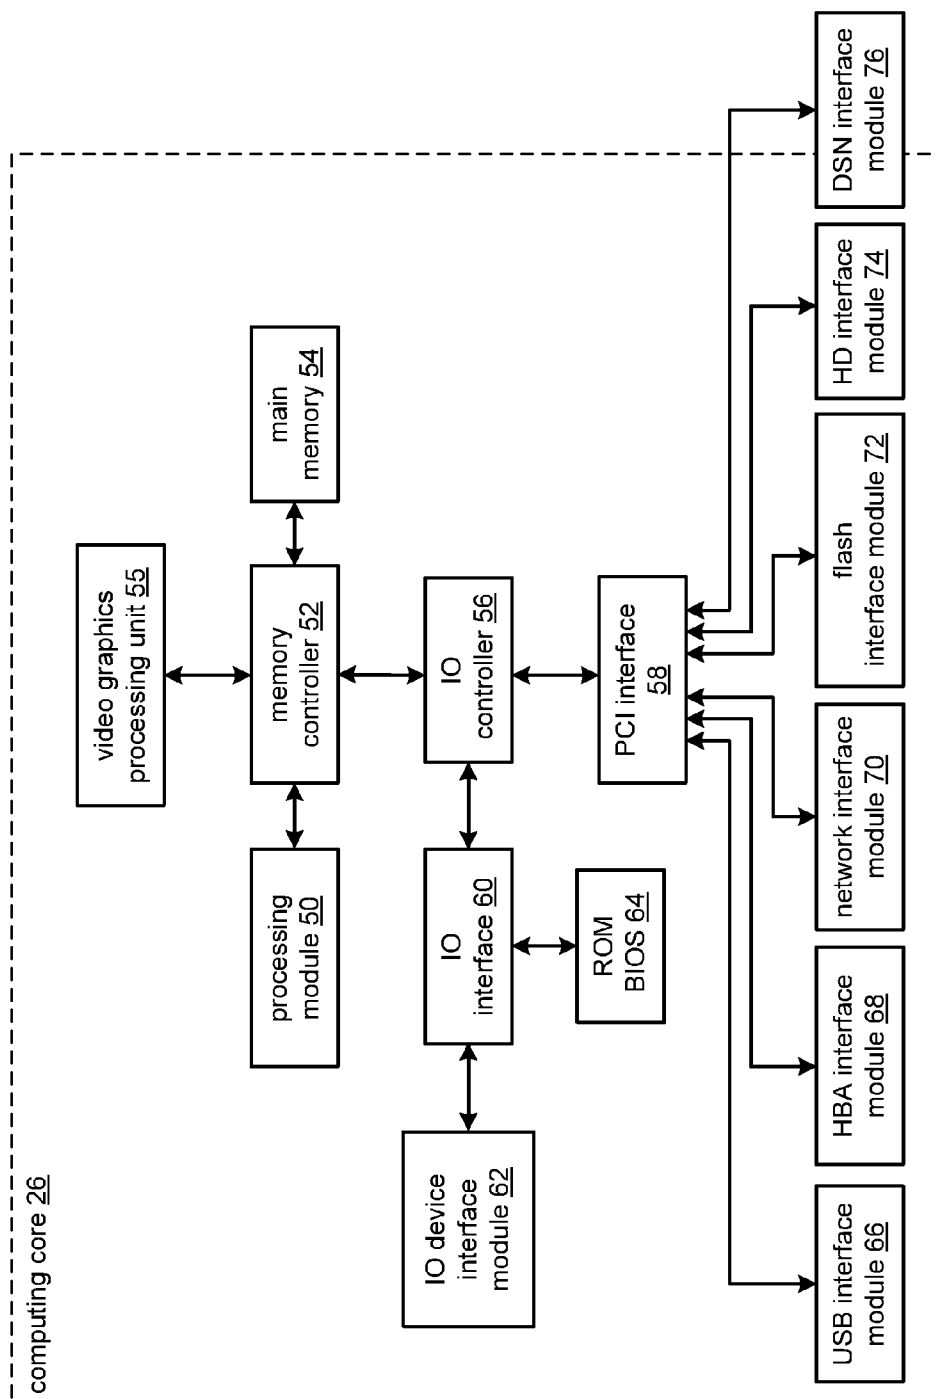 computing core 26
video graphics
processing unit 55
processing
module 50
memory
controller 52
main
memory 54
IO device
interface
module 62
IO
interface 60
IO
controller 56
ROM
BIOS 64
PCI interface
58
USB interface
module 66
HBA interface
module 68
network interface
module 70
flash
interface module 72
HD interface
module 74
DSN interface
module 76